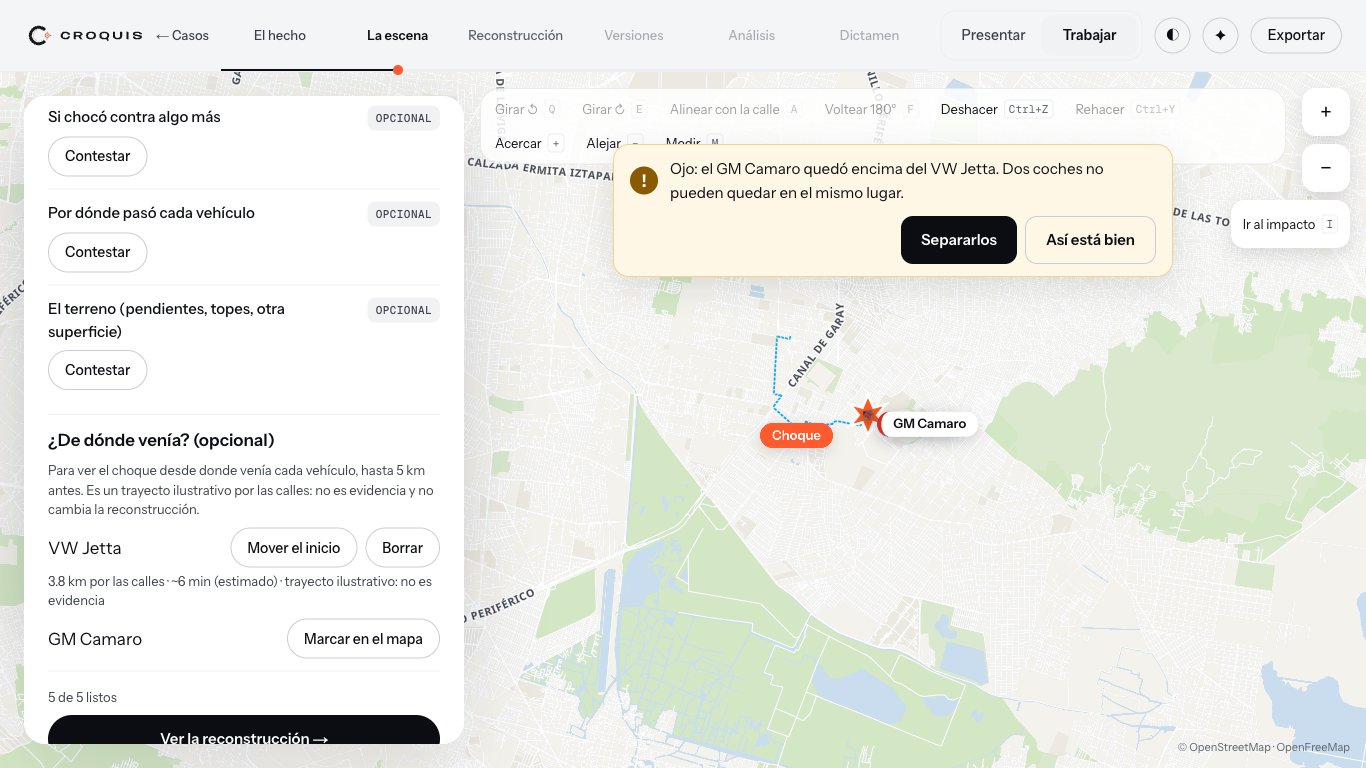 CROQUIS
← Casos
El hecho
La escena
Reconstrucción
Versiones
Análisis
Dictamen
Presentar
Trabajar
Exportar
Si chocó contra algo más
OPCIONAL
Contestar
Por dónde pasó cada vehículo
OPCIONAL
Contestar
El terreno (pendientes, topes, otra
superficie)
OPCIONAL
Contestar
¿De dónde venía? (opcional)
Para ver el choque desde donde venía cada vehículo, hasta 5 km
antes. Es un trayecto ilustrativo por las calles: no es evidencia y no
cambia la reconstrucción.
VW Jetta
Mover el inicio
Borrar
3.8 km por las calles · ~6 min (estimado) · trayecto ilustrativo: no es
evidencia
GM Camaro
Marcar en el mapa
5 de 5 listos
Ver la reconstrucción →
Girar Q
Girar E
Alinear con la calle A
Voltear 180° F
Deshacer Ctrl+Z
Rehacer Ctrl+Y
Acercar +
Alejar −
Medir M
Ojo: el GM Camaro quedó encima del VW Jetta. Dos coches no
pueden quedar en el mismo lugar.
Separarlos
Así está bien
+
−
Ir al impacto I
CALZADA ERMITA IZTAPA
DE LAS TO
CANAL DE GARAY
Choque
GM Camaro
O PERIFÉRICO
© OpenStreetMap · OpenFreeMap